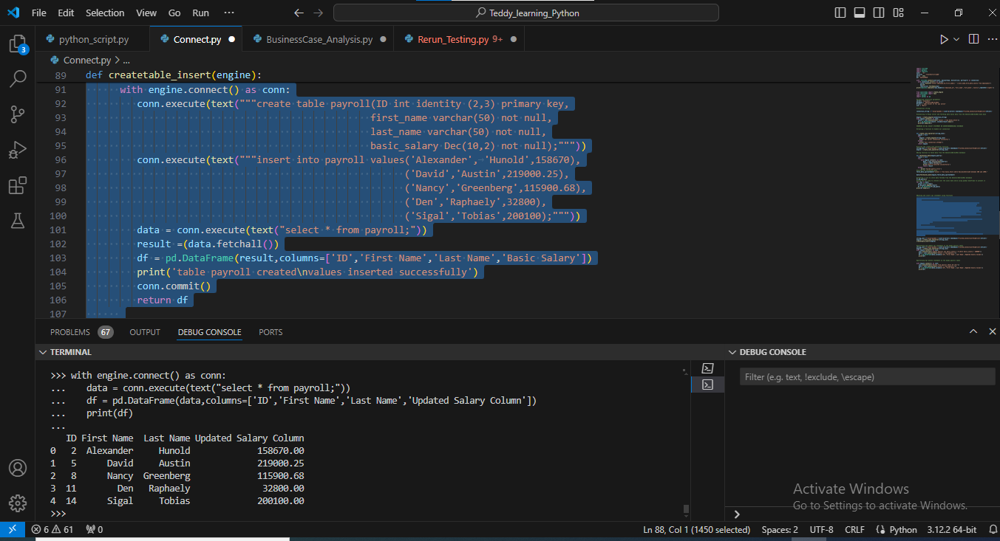 File Edit Selection View Go Run ··· Teddy_learning_Python
python_script.py Connect.py BusinessCase_Analysis.py Rerun_Testing.py 9+
Connect.py > ...
89 def createtable_insert(engine):
91 with engine.connect() as conn:
92 conn.execute(text("""create table payroll(ID int identity (2,3) primary key,
93 first_name varchar(50) not null,
94 last_name varchar(50) not null,
95 basic_salary Dec(10,2) not null);"""))
96 conn.execute(text("""insert into payroll values('Alexander', 'Hunold',158670),
97 ('David','Austin',219000.25),
98 ('Nancy','Greenberg',115900.68),
99 ('Den','Raphaely',32800),
100 ('Sigal','Tobias',200100);"""))
101 data = conn.execute(text("select * from payroll;"))
102 result =(data.fetchall())
103 df = pd.DataFrame(result,columns=['ID','First Name','Last Name','Basic Salary'])
104 print('table payroll created\nvalues inserted successfully')
105 conn.commit()
106 return df
107
PROBLEMS 67 OUTPUT DEBUG CONSOLE PORTS
TERMINAL
>>> with engine.connect() as conn:
... data = conn.execute(text("select * from payroll;"))
... df = pd.DataFrame(data,columns=['ID','First Name','Last Name','Updated Salary Column'])
... print(df)
...
ID First Name Last Name Updated Salary Column
0 2 Alexander Hunold 158670.00
1 5 David Austin 219000.25
2 8 Nancy Greenberg 115900.68
3 11 Den Raphaely 32800.00
4 14 Sigal Tobias 200100.00
>>>
DEBUG CONSOLE
Filter (e.g. text, !exclude, \escape)
Activate Windows
Go to Settings to activate Windows.
3
6 61 0 Ln 88, Col 1 (1450 selected) Spaces: 2 UTF-8 CRLF Python 3.12.2 64-bit